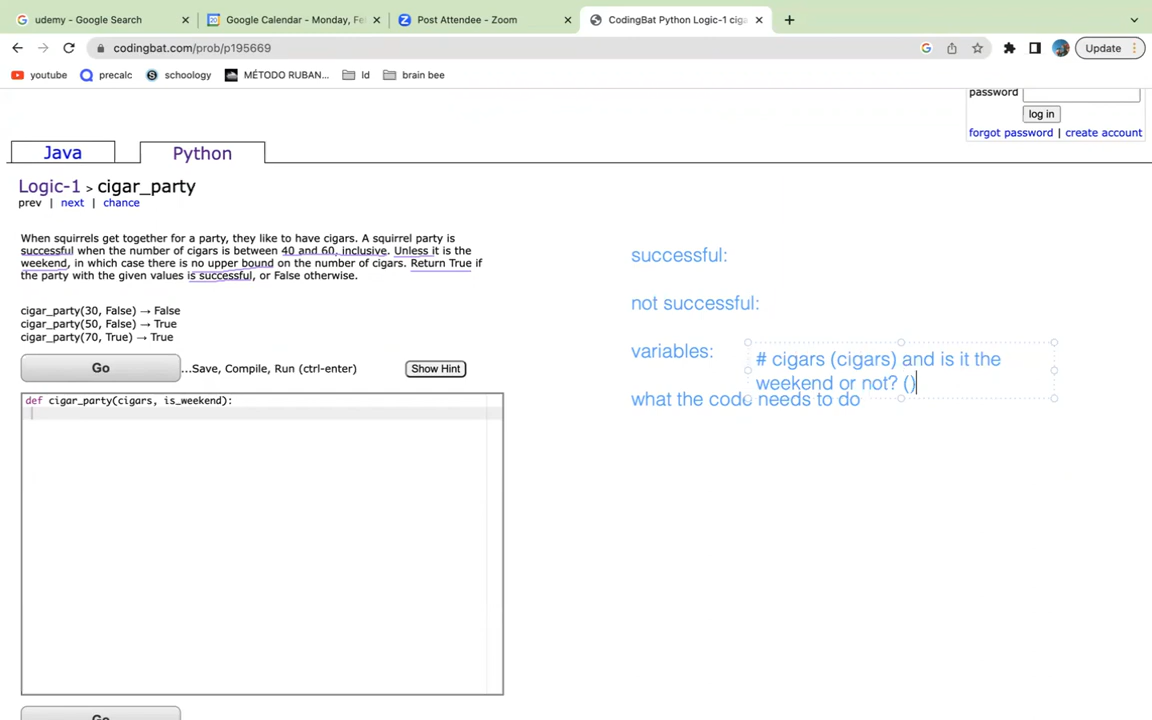 udemy - Google Search
Google Calendar - Monday, Fe
Post Attendee - Zoom
CodingBat Python Logic-1 ciga
codingbat.com/prob/p195669
Update
youtube
precalc
schoology
MÉTODO RUBAN...
ld
brain bee
password
log in
forgot password | create account
Java
Python
Logic-1 > cigar_party
prev | next | chance
When squirrels get together for a party, they like to have cigars. A squirrel party is
successful when the number of cigars is between 40 and 60, inclusive. Unless it is the
weekend, in which case there is no upper bound on the number of cigars. Return True if
the party with the given values is successful, or False otherwise.
cigar_party(30, False) → False
cigar_party(50, False) → True
cigar_party(70, True) → True
Go
...Save, Compile, Run (ctrl-enter)
Show Hint
def cigar_party(cigars, is_weekend):
Go
successful:
not successful:
variables:
# cigars (cigars) and is it the
weekend or not? ()
what the code needs to do